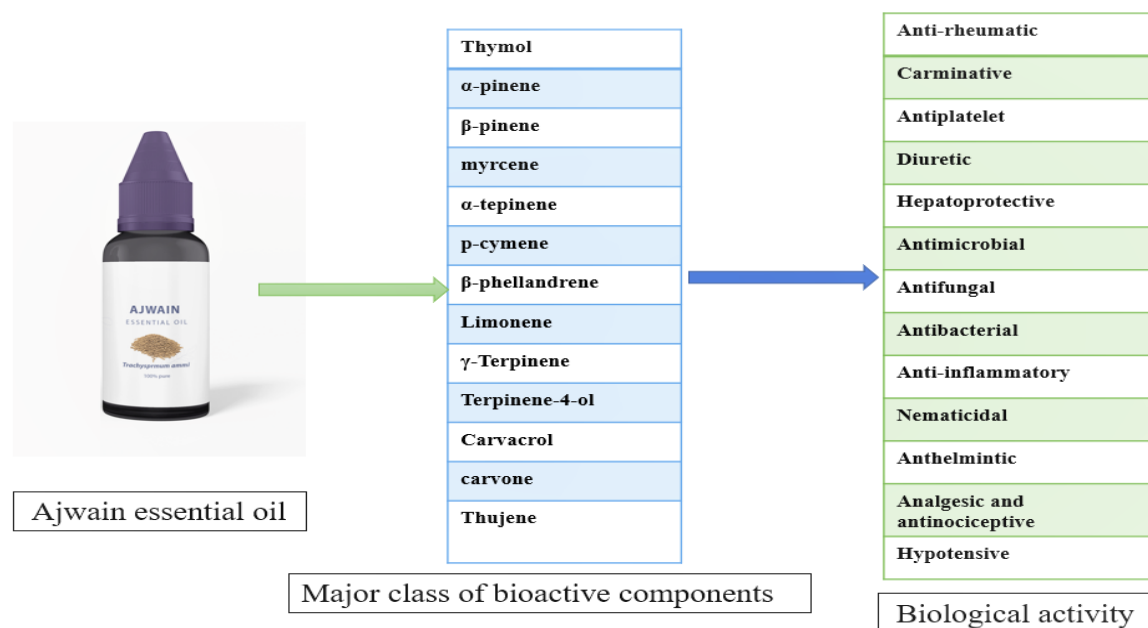 AJWAIN
ESSENTIAL OIL
Trachyspmum ammi
100% pure
Ajwain essential oil
Thymol
α-pinene
β-pinene
myrcene
α-tepinene
p-cymene
β-phellandrene
Limonene
γ-Terpinene
Terpinene-4-ol
Carvacrol
carvone
Thujene
Major class of bioactive components
Anti-rheumatic
Carminative
Antiplatelet
Diuretic
Hepatoprotective
Antimicrobial
Antifungal
Antibacterial
Anti-inflammatory
Nematicidal
Anthelmintic
Analgesic and
antinociceptive
Hypotensive
Biological activity